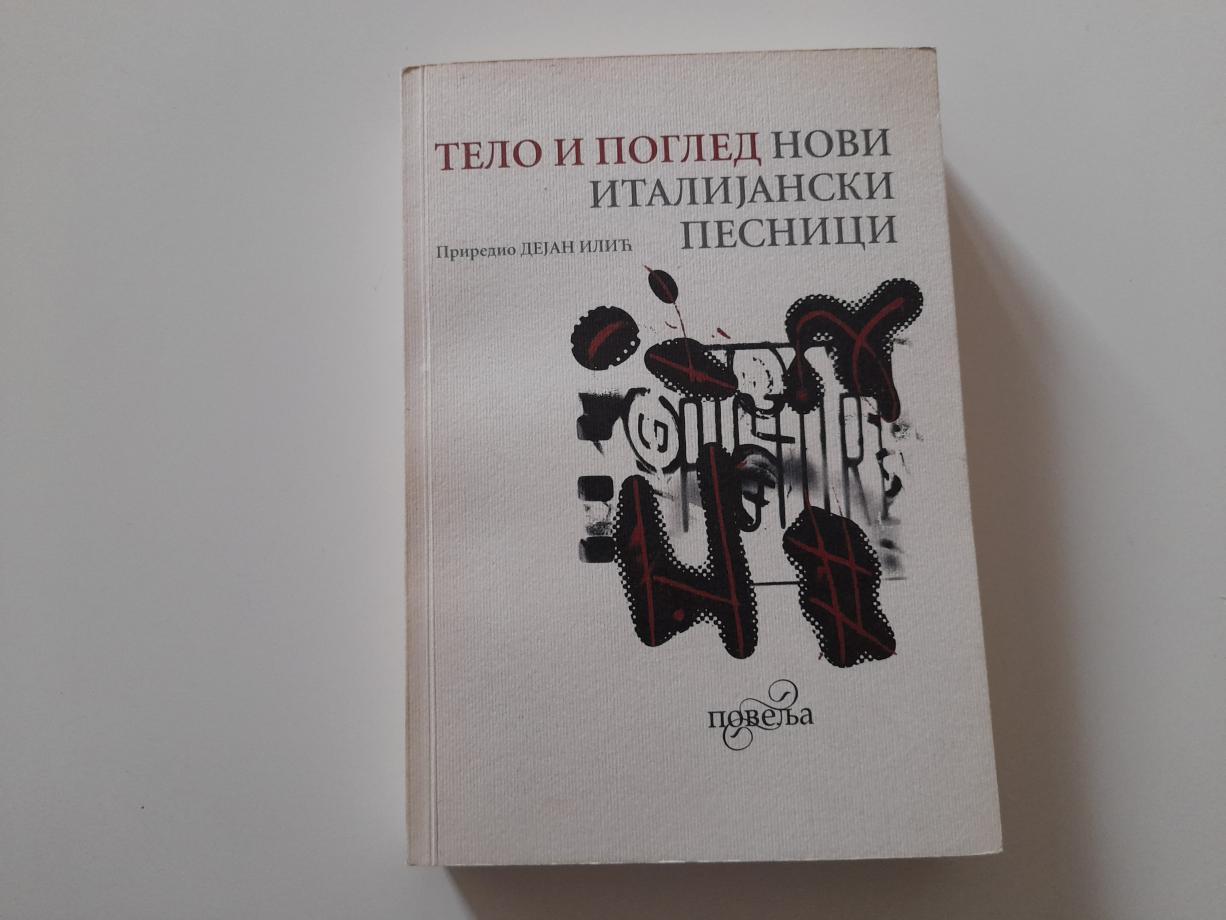 ТЕЛО И ПОГЛЕД НОВИ
ИТАЛИЈАНСКИ
ПЕСНИЦИ
Приредио ДЕЈАН ИЛИЋ
повеља